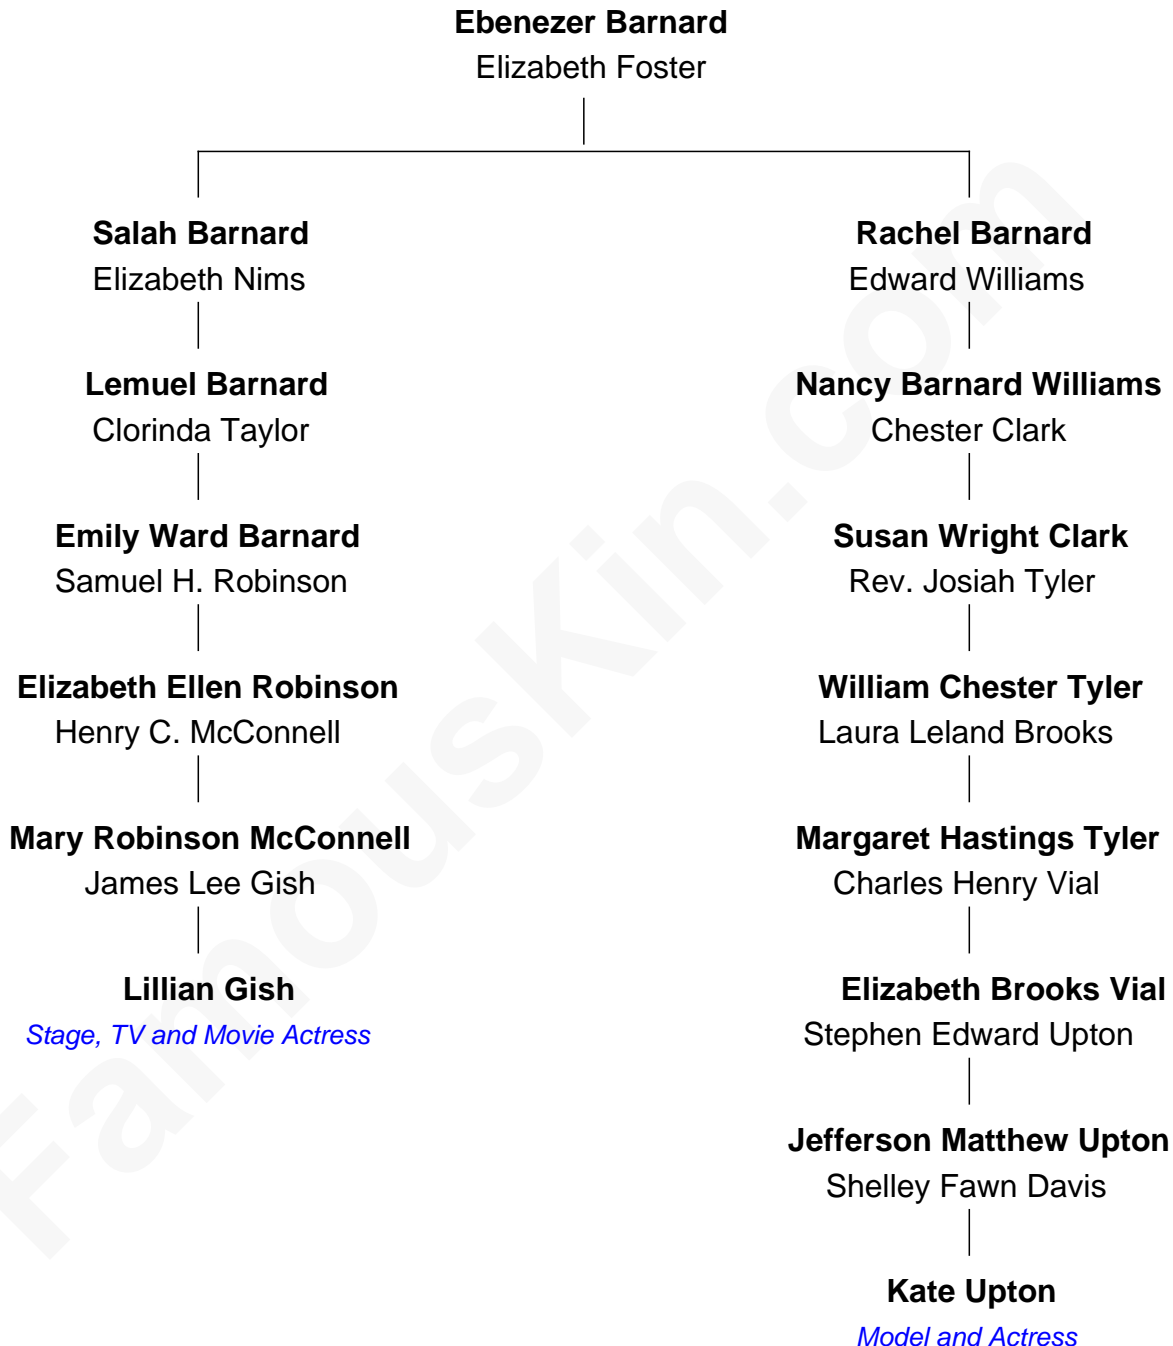 Ebenezer Barnard
Elizabeth Foster
Salah Barnard
Elizabeth Nims
Lemuel Barnard
Clorinda Taylor
Emily Ward Barnard
Samuel H. Robinson
Elizabeth Ellen Robinson
Henry C. McConnell
Mary Robinson McConnell
James Lee Gish
Lillian Gish
Stage, TV and Movie Actress
Rachel Barnard
Edward Williams
Nancy Barnard Williams
Chester Clark
Susan Wright Clark
Rev. Josiah Tyler
William Chester Tyler
Laura Leland Brooks
Margaret Hastings Tyler
Charles Henry Vial
Elizabeth Brooks Vial
Stephen Edward Upton
Jefferson Matthew Upton
Shelley Fawn Davis
Kate Upton
Model and Actress
FamousKin.com